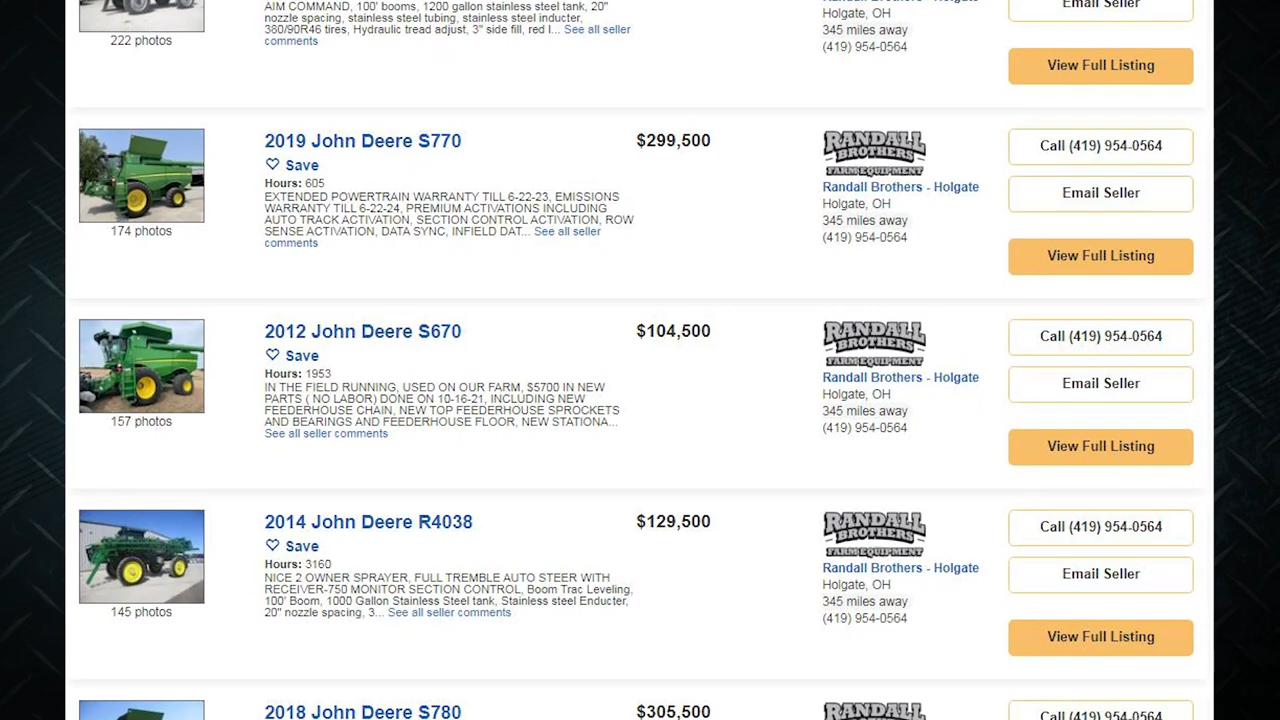 AIM COMMAND, 100' booms, 1200 gallon stainless steel tank, 20"
nozzle spacing, stainless steel tubing, stainless steel inducter,
380/90R46 tires, Hydraulic tread adjust, 3" side fill, red l... See all seller
comments
222 photos
Randall Brothers - Holgate
Holgate, OH
345 miles away
(419) 954-0564
Email Seller
View Full Listing
2019 John Deere S770
Save
Hours: 605
EXTENDED POWERTRAIN WARRANTY TILL 6-22-23, EMISSIONS
WARRANTY TILL 6-22-24, PREMIUM ACTIVATIONS INCLUDING
AUTO TRACK ACTIVATION, SECTION CONTROL ACTIVATION, ROW
SENSE ACTIVATION, DATA SYNC, INFIELD DAT... See all seller
comments
174 photos
$299,500
RANDALL
BROTHERS
FARM EQUIPMENT
Randall Brothers - Holgate
Holgate, OH
345 miles away
(419) 954-0564
Call (419) 954-0564
Email Seller
View Full Listing
2012 John Deere S670
Save
Hours: 1953
IN THE FIELD RUNNING, USED ON OUR FARM, $5700 IN NEW
PARTS ( NO LABOR) DONE ON 10-16-21, INCLUDING NEW
FEEDERHOUSE CHAIN, NEW TOP FEEDERHOUSE SPROCKETS
AND BEARINGS AND FEEDERHOUSE FLOOR, NEW STATIONA...
See all seller comments
157 photos
$104,500
RANDALL
BROTHERS
FARM EQUIPMENT
Randall Brothers - Holgate
Holgate, OH
345 miles away
(419) 954-0564
Call (419) 954-0564
Email Seller
View Full Listing
2014 John Deere R4038
Save
Hours: 3160
NICE 2 OWNER SPRAYER, FULL TREMBLE AUTO STEER WITH
RECEIVER-750 MONITOR SECTION CONTROL, Boom Trac Leveling,
100' Boom, 1000 Gallon Stainless Steel tank, Stainless steel Enducter,
20" nozzle spacing, 3... See all seller comments
145 photos
$129,500
RANDALL
BROTHERS
FARM EQUIPMENT
Randall Brothers - Holgate
Holgate, OH
345 miles away
(419) 954-0564
Call (419) 954-0564
Email Seller
View Full Listing
2018 John Deere S780
$305,500
RANDALL
Call (419) 954-0564